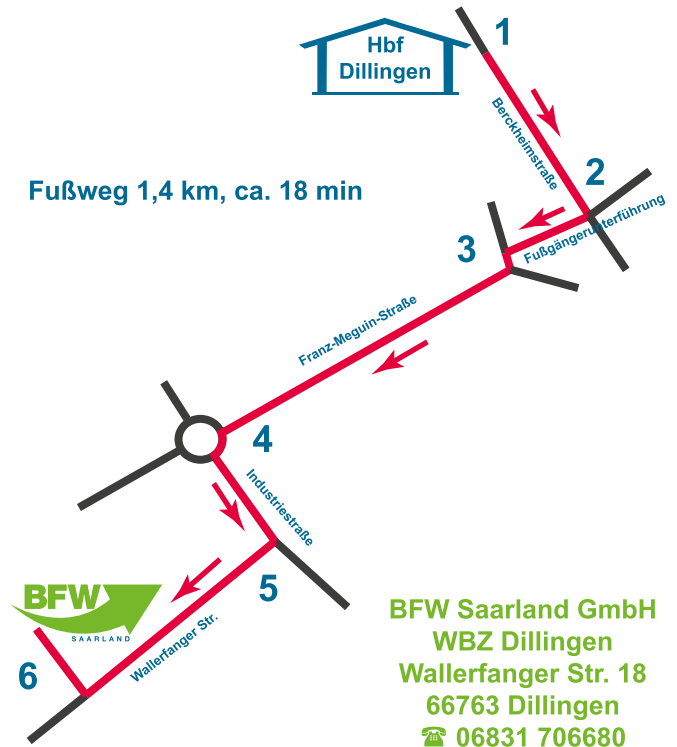 1
Hbf
Dillingen
Berckheimstraße
2
Fußweg 1,4 km, ca. 18 min
Fußgängerunterführung
3
Franz-Meguin-Straße
4
Industriestraße
5
BFW
SAARLAND
Wallerfanger Str.
6
BFW Saarland GmbH
WBZ Dillingen
Wallerfanger Str. 18
66763 Dillingen
☎ 06831 706680